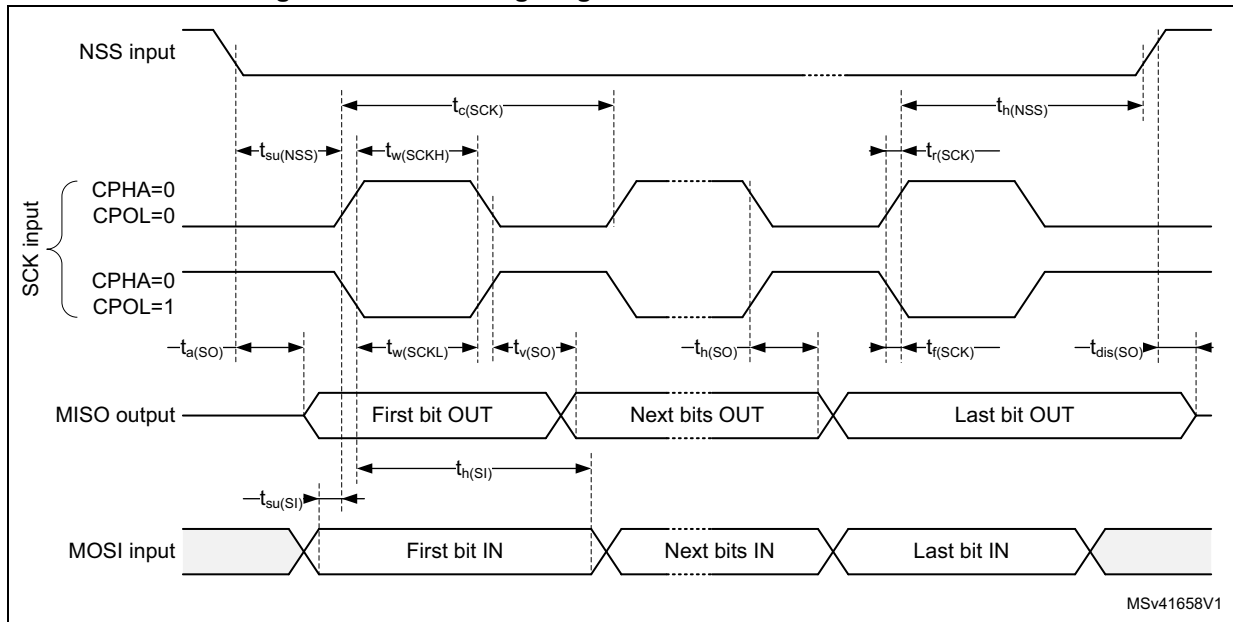 NSS input
tc(SCK)
th(NSS)
tsu(NSS)
tw(SCKH)
tr(SCK)
CPHA=0
CPOL=0
SCK input
CPHA=0
CPOL=1
ta(SO)
tw(SCKL)
tv(SO)
th(SO)
tf(SCK)
tdis(SO)
MISO output
First bit OUT
Next bits OUT
Last bit OUT
th(SI)
tsu(SI)
MOSI input
First bit IN
Next bits IN
Last bit IN
MSv41658V1